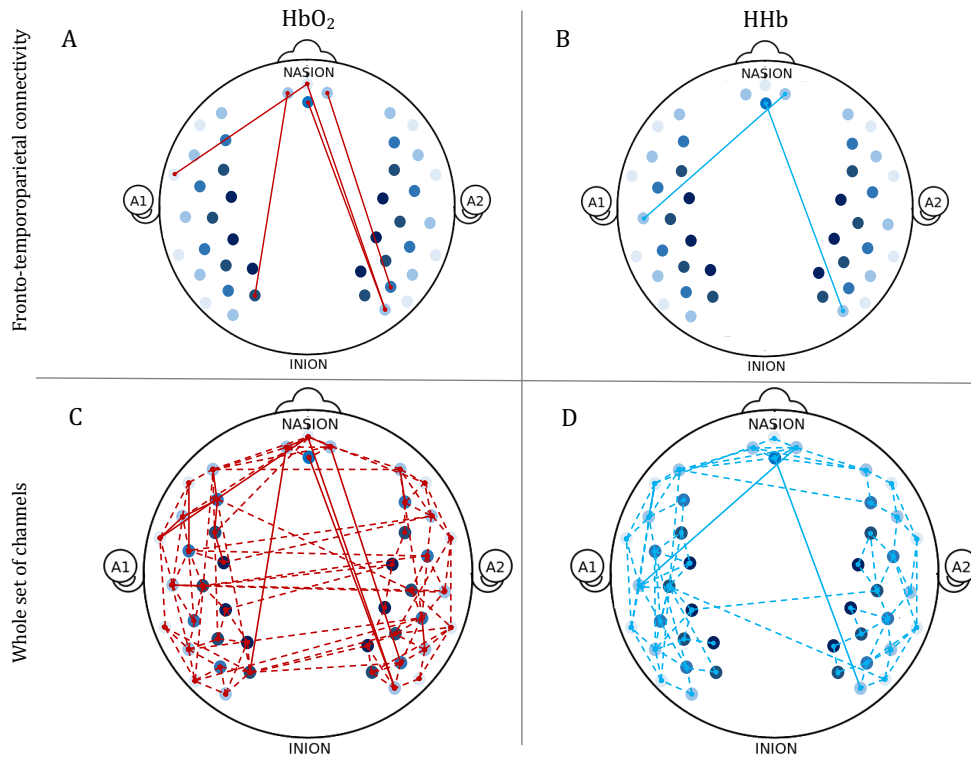 HbO₂
HHb
Fronto-temporoparietal connectivity
A
NASION
A1
A2
INION
B
NASION
A1
A2
INION
Whole set of channels
C
NASION
A1
A2
INION
D
NASION
A1
A2
INION